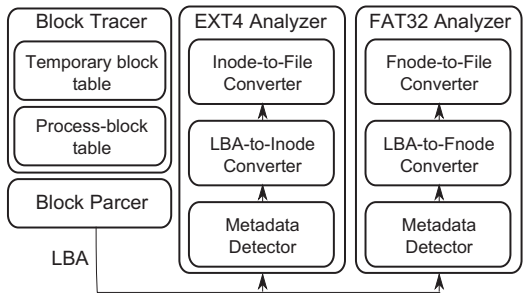 Block Tracer
Temporary block
table
Process-block
table
Block Parcer
LBA
EXT4 Analyzer
Inode-to-File
Converter
LBA-to-Inode
Converter
Metadata
Detector
FAT32 Analyzer
Fnode-to-File
Converter
LBA-to-Fnode
Converter
Metadata
Detector